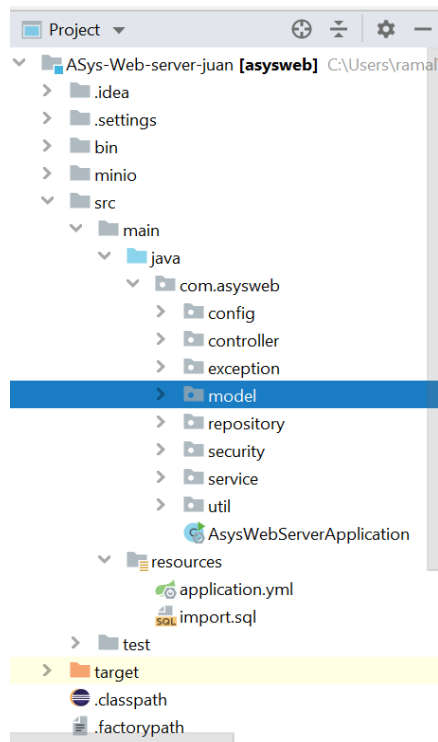 Project
ASys-Web-server-juan [asysweb] C:\Users\ramal
.idea
.settings
bin
minio
src
main
java
com.asysweb
config
controller
exception
model
repository
security
service
util
AsysWebServerApplication
resources
application.yml
SQL import.sql
test
target
.classpath
.factorypath